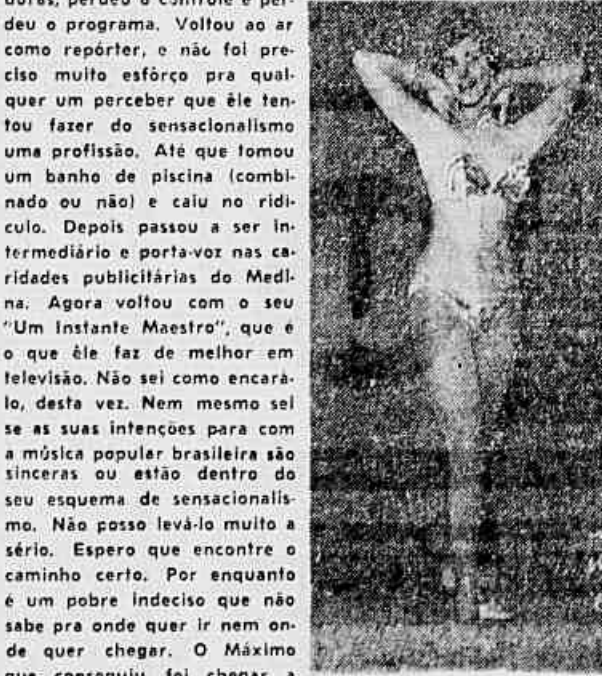 duras, perdeu o contrôle e per-
deu o programa. Voltou ao ar
como repórter, e não foi pre-
ciso muito esfôrço pra qual-
quer um perceber que êle ten-
tou fazer do sensacionalismo
uma profissão. Até que tomou
um banho de piscina (combi-
nado ou não) e caiu no ridí-
culo. Depois passou a ser in-
termediário e porta-voz nas ca-
ridades publicitárias do Medi-
na. Agora voltou com o seu
"Um Instante Maestro", que é
o que êle faz de melhor em
televisão. Não sei como encará-
lo, desta vez. Nem mesmo sei
se as suas intenções para com
a música popular brasileira são
sinceras ou estão dentro do
seu esquema de sensacionalis-
mo. Não posso levá-lo muito a
sério. Espero que encontre o
caminho certo. Por enquanto
é um pobre indeciso que não
sabe pra onde quer ir nem on-
de quer chegar. O Máximo
que conseguiu foi chegar a